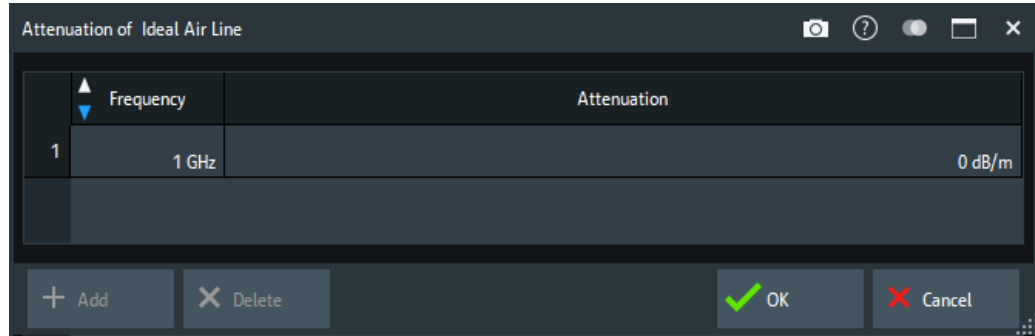 Attenuation of Ideal Air Line
Frequency Attenuation
1 1 GHz 0 dB/m
Add Delete OK Cancel